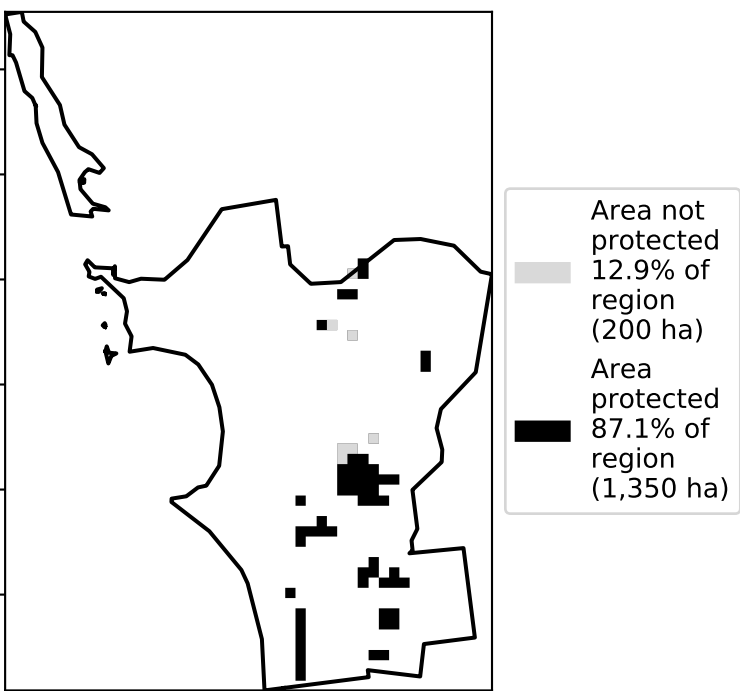 Area not
protected
12.9% of
region
(200 ha)
Area
protected
87.1% of
region
(1,350 ha)